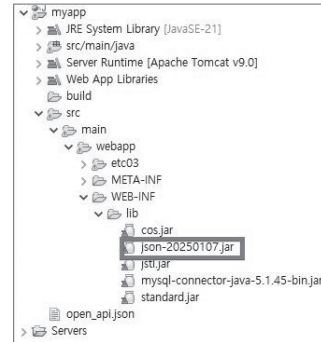 myapp
JRE System Library [JavaSE-21]
src/main/java
Server Runtime [Apache Tomcat v9.0]
Web App Libraries
build
src
main
webapp
etc03
META-INF
WEB-INF
lib
cos.jar
json-20250107.jar
jstl.jar
mysql-connector-java-5.1.45-bin.jar
standard.jar
open_api.json
Servers